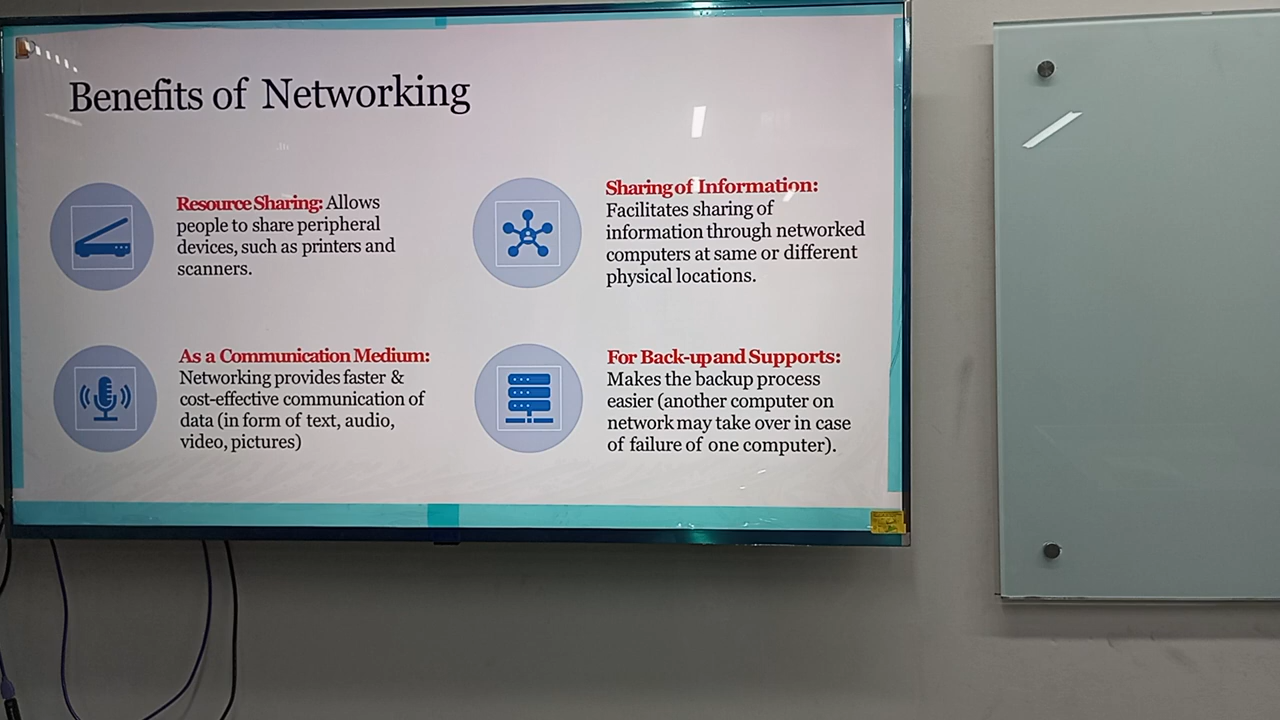 Benefits of Networking
Resource Sharing: Allows
people to share peripheral
devices, such as printers and
scanners.
Sharing of Information:
Facilitates sharing of
information through networked
computers at same or different
physical locations.
As a Communication Medium:
Networking provides faster &
cost-effective communication of
data (in form of text, audio,
video, pictures)
For Back-up and Supports:
Makes the backup process
easier (another computer on
network may take over in case
of failure of one computer).